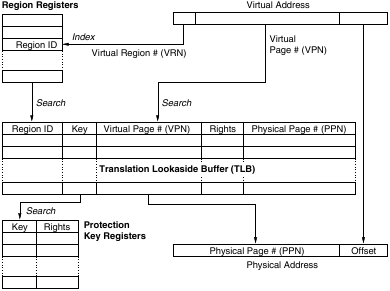 Region Registers
Virtual Address
Region ID
Index
Virtual Region # (VRN)
Virtual
Page # (VPN)
Search
Search
Region ID Key Virtual Page # (VPN) Rights Physical Page # (PPN)
Translation Lookaside Buffer (TLB)
Search
Key Rights
Protection
Key Registers
Physical Page # (PPN) Offset
Physical Address